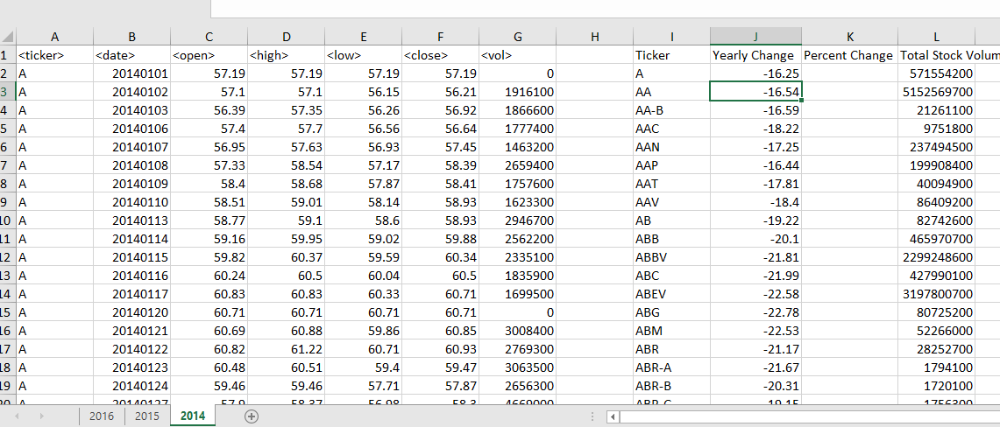 A B C D E F G H I J K L
1 <ticker> <date> <open> <high> <low> <close> <vol> Ticker Yearly Change Percent Change Total Stock Volum
2 A 20140101 57.19 57.19 57.19 57.19 0 A -16.25 571554200
3 A 20140102 57.1 57.1 56.15 56.21 1916100 AA -16.54 5152569700
4 A 20140103 56.39 57.35 56.26 56.92 1866600 AA-B -16.59 21261100
5 A 20140106 57.4 57.7 56.56 56.64 1777400 AAC -18.22 9751800
6 A 20140107 56.95 57.63 56.93 57.45 1463200 AAN -17.25 237494500
7 A 20140108 57.33 58.54 57.17 58.39 2659400 AAP -16.44 199908400
8 A 20140109 58.4 58.68 57.87 58.41 1757600 AAT -17.81 40094900
9 A 20140110 58.51 59.01 58.14 58.93 1623300 AAV -18.4 86409200
10 A 20140113 58.77 59.1 58.6 58.93 2946700 AB -19.22 82742600
11 A 20140114 59.16 59.95 59.02 59.88 2562200 ABB -20.1 465970700
12 A 20140115 59.82 60.37 59.59 60.34 2335100 ABBV -21.81 2299248600
13 A 20140116 60.24 60.5 60.04 60.5 1835900 ABC -21.99 427990100
14 A 20140117 60.83 60.83 60.33 60.71 1699500 ABEV -22.58 3197800700
15 A 20140120 60.71 60.71 60.71 60.71 0 ABG -22.78 80725200
16 A 20140121 60.69 60.88 59.86 60.85 3008400 ABM -22.53 52266000
17 A 20140122 60.82 61.22 60.71 60.93 2769300 ABR -21.17 28252700
18 A 20140123 60.48 60.51 59.4 59.47 3063500 ABR-A -21.67 1794100
19 A 20140124 59.46 59.46 57.71 57.87 2656300 ABR-B -20.31 1720100
20 A 20140127 57.9 58.37 56.98 58.3 4669000 ABR-C -19.15 1756300
2016 2015 2014